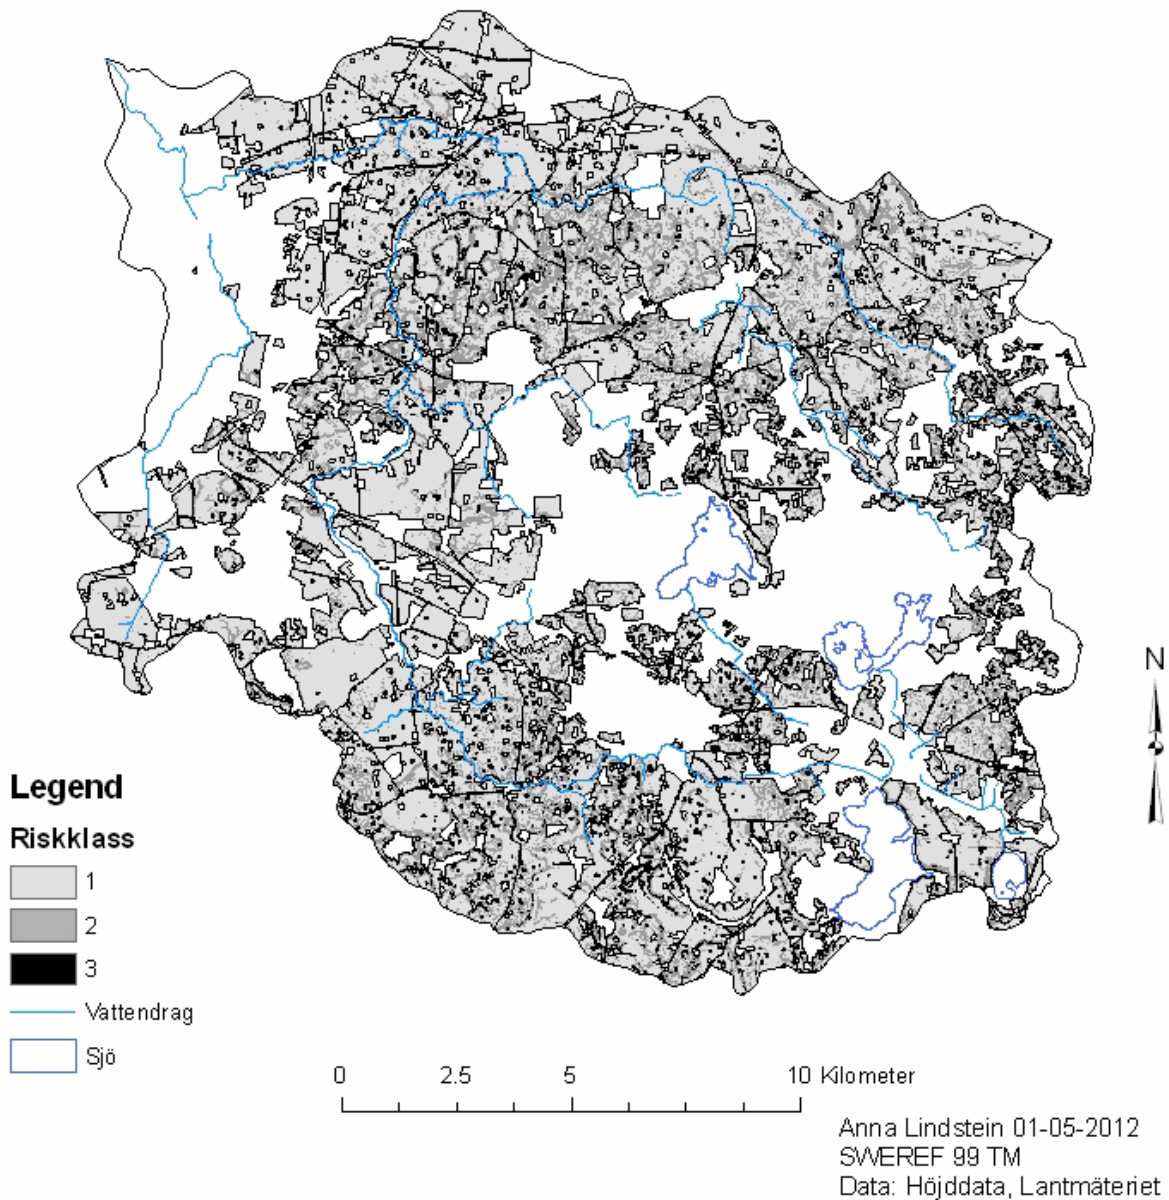 N
Legend
Riskklass
1
2
3
Vattendrag
Sjö
0 2.5 5 10 Kilometer
Anna Lindstein 01-05-2012
SWEREF 99 TM
Data: Höjddata, Lantmäteriet